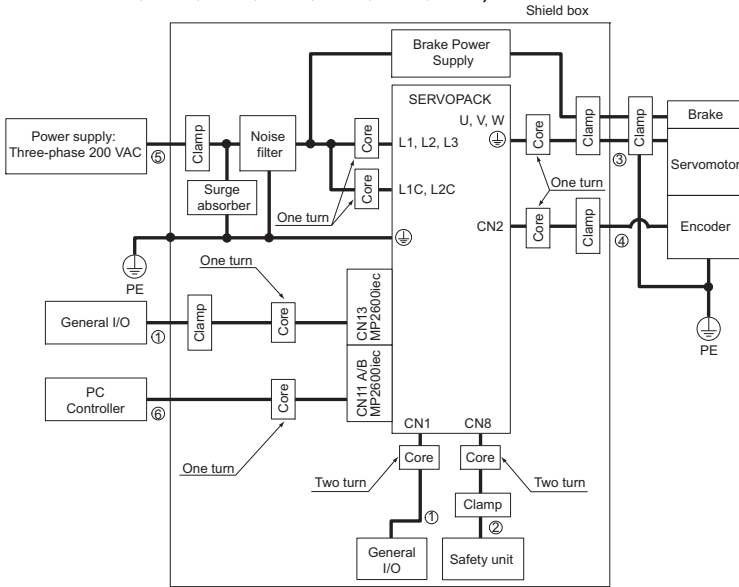 Shield box
Brake Power
Supply
SERVOPACK
U, V, W
Power supply:
Three-phase 200 VAC
⑤
Clamp
Noise
filter
Core
L1, L2, L3
Core
Clamp
Clamp
③
Brake
Servomotor
Surge
absorber
One turn
Core
L1C, L2C
One turn
CN2
Core
Clamp
④
Encoder
PE
One turn
PE
General I/O
①
Clamp
Core
CN13
MP2600iec
PC
Controller
⑥
Core
CN11 A/B
MP2600iec
One turn
CN1
CN8
Two turn
Core
Core
Two turn
①
Clamp
②
General
I/O
Safety unit